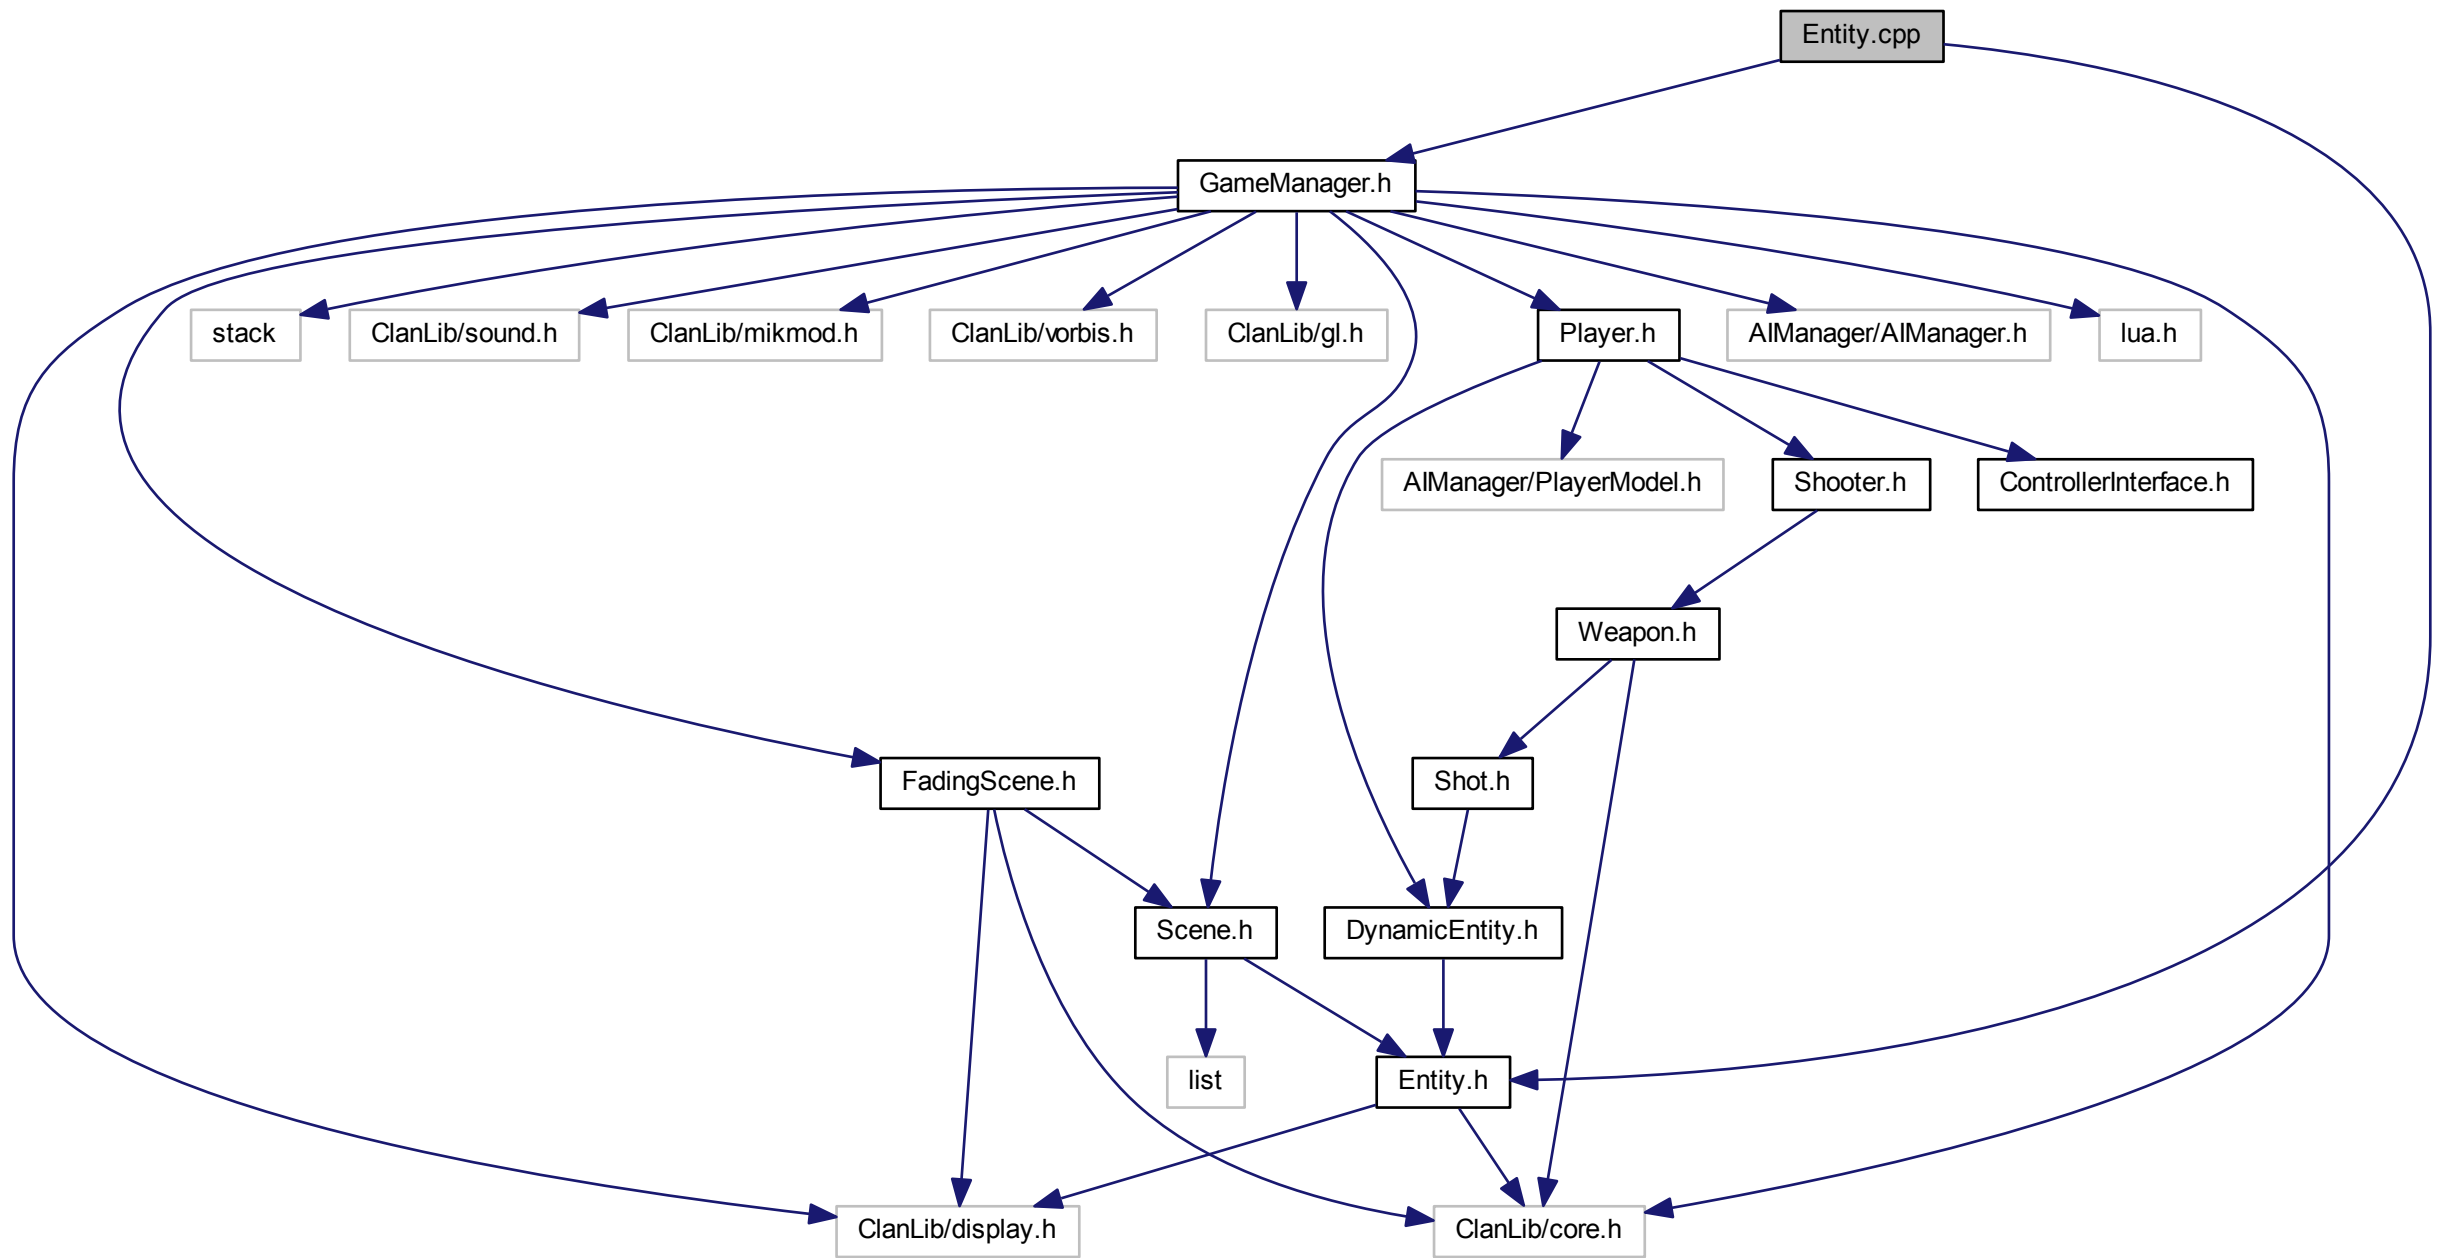 Entity.cpp
GameManager.h
stack
ClanLib/sound.h
ClanLib/mikmod.h
ClanLib/vorbis.h
ClanLib/gl.h
Player.h
AIManager/AIManager.h
lua.h
AIManager/PlayerModel.h
Shooter.h
ControllerInterface.h
Weapon.h
FadingScene.h
Shot.h
Scene.h
DynamicEntity.h
list
Entity.h
ClanLib/display.h
ClanLib/core.h